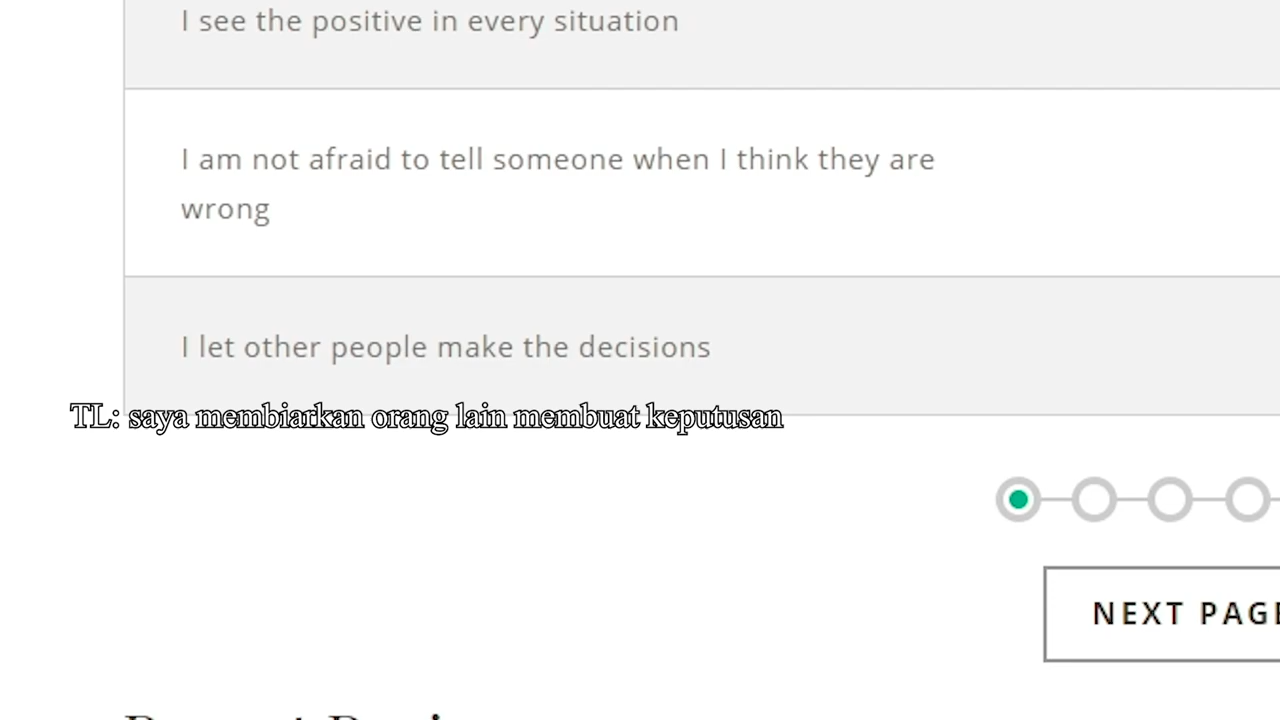 I see the positive in every situation
I am not afraid to tell someone when I think they are
wrong
I let other people make the decisions
TL: saya membiarkan orang lain membuat keputusan
NEXT PAGE